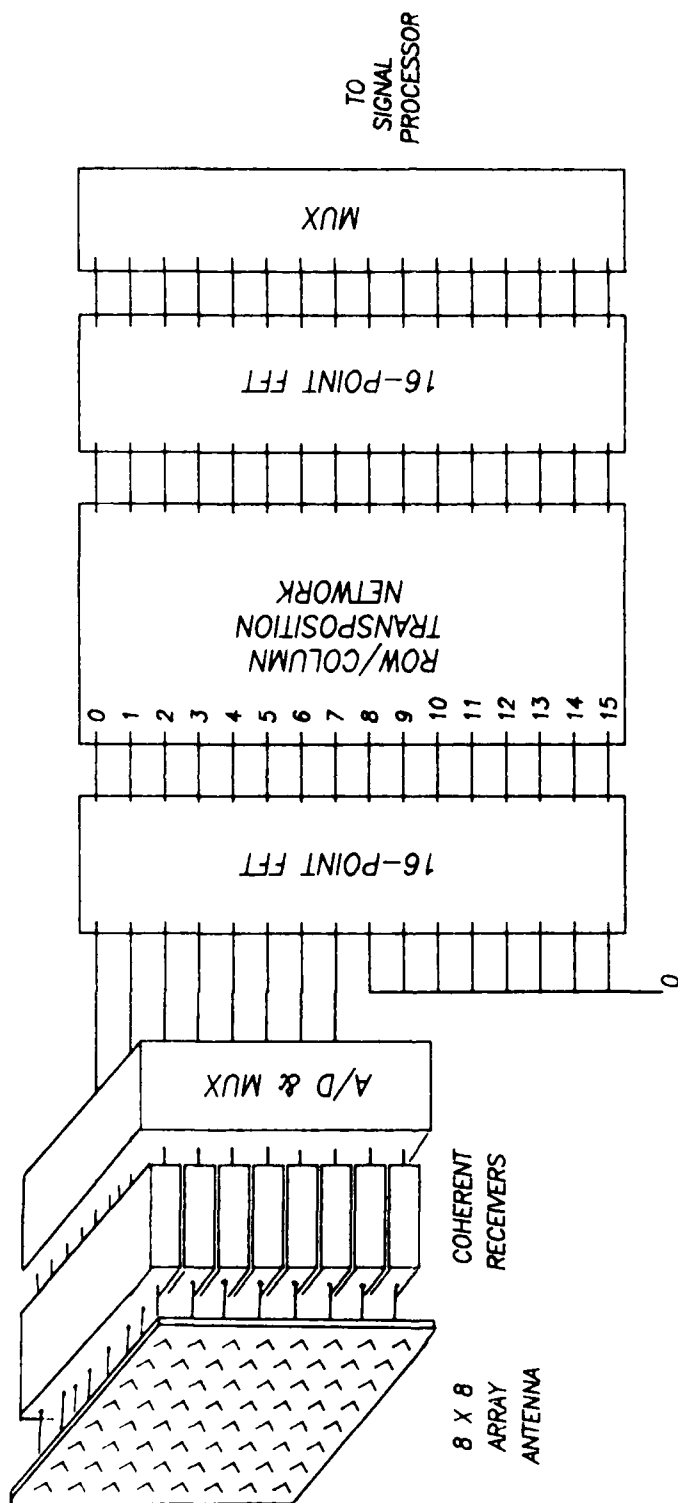 8 X 8
ARRAY
ANTENNA
COHERENT
RECEIVERS
A/D & MUX
0
16-POINT FFT
0
1
2
3
4
5
6
7
8
9
10
11
12
13
14
15
ROW/COLUMN
TRANSPOSITION
NETWORK
16-POINT FFT
MUX
TO
SIGNAL
PROCESSOR